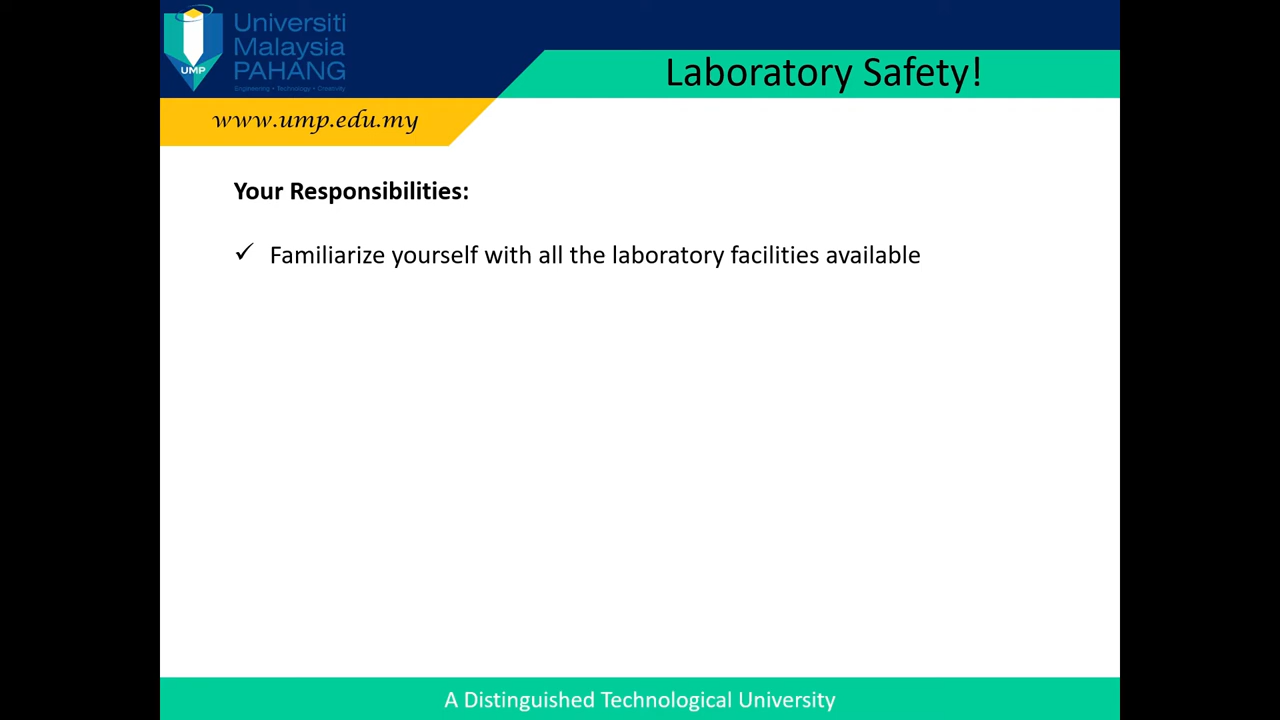 Universiti
Malaysia
PAHANG
Engineering • Technology • Creativity
UMP
Laboratory Safety!
www.ump.edu.my
Your Responsibilities:
✓ Familiarize yourself with all the laboratory facilities available
A Distinguished Technological University